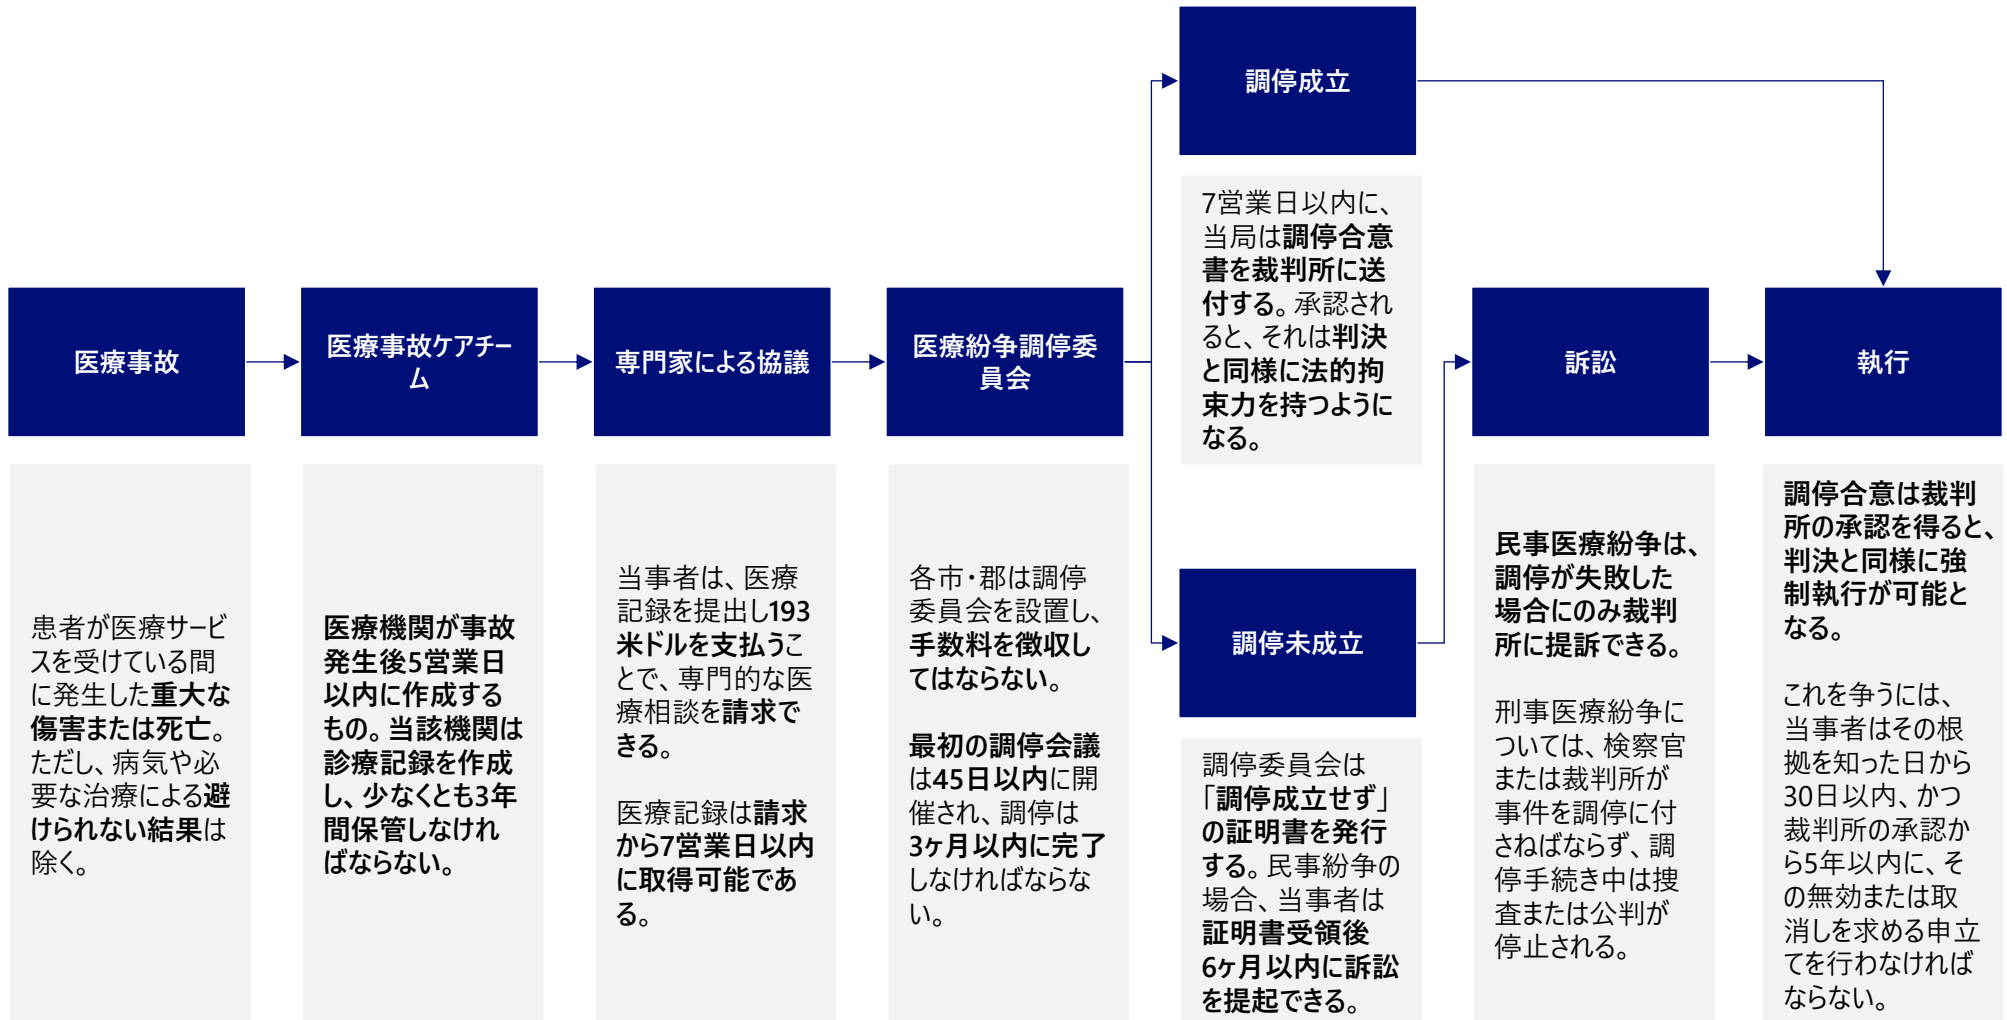 医療事故
患者が医療サービ
スを受けている間
に発生した重大な
傷害または死亡。
ただし、病気や必
要な治療による避
けられない結果は
除く。
医療事故ケアチー
ム
医療機関が事故
発生後5営業日
以内に作成する
もの。当該機関は
診療記録を作成
し、少なくとも3年
間保管しなけれ
ばならない。
専門家による協議
当事者は、医療
記録を提出し193
米ドルを支払うこ
とで、専門的な医
療相談を請求で
きる。
医療記録は請求
から7営業日以内
に取得可能であ
る。
医療紛争調停委
員会
各市・郡は調停
委員会を設置し、
手数料を徴収し
てはならない。
最初の調停会議
は45日以内に開
催され、調停は
3ヶ月以内に完了
しなければならな
い。
調停成立
7営業日以内に、
当局は調停合意
書を裁判所に送
付する。承認され
ると、それは判決
と同様に法的拘
束力を持つように
なる。
調停未成立
調停委員会は
「調停成立せず」
の証明書を発行
する。民事紛争の
場合、当事者は
証明書受領後
6ヶ月以内に訴訟
を提起できる。
訴訟
民事医療紛争は、
調停が失敗した
場合にのみ裁判
所に提訴できる。
刑事医療紛争に
ついては、検察官
または裁判所が
事件を調停に付
さねばならず、調
停手続き中は捜
査または公判が
停止される。
執行
調停合意は裁判
所の承認を得ると、
判決と同様に強
制執行が可能と
なる。
これを争うには、
当事者はその根
拠を知った日から
30日以内、かつ
裁判所の承認か
ら5年以内に、そ
の無効または取
消しを求める申立
てを行わなければ
ならない。